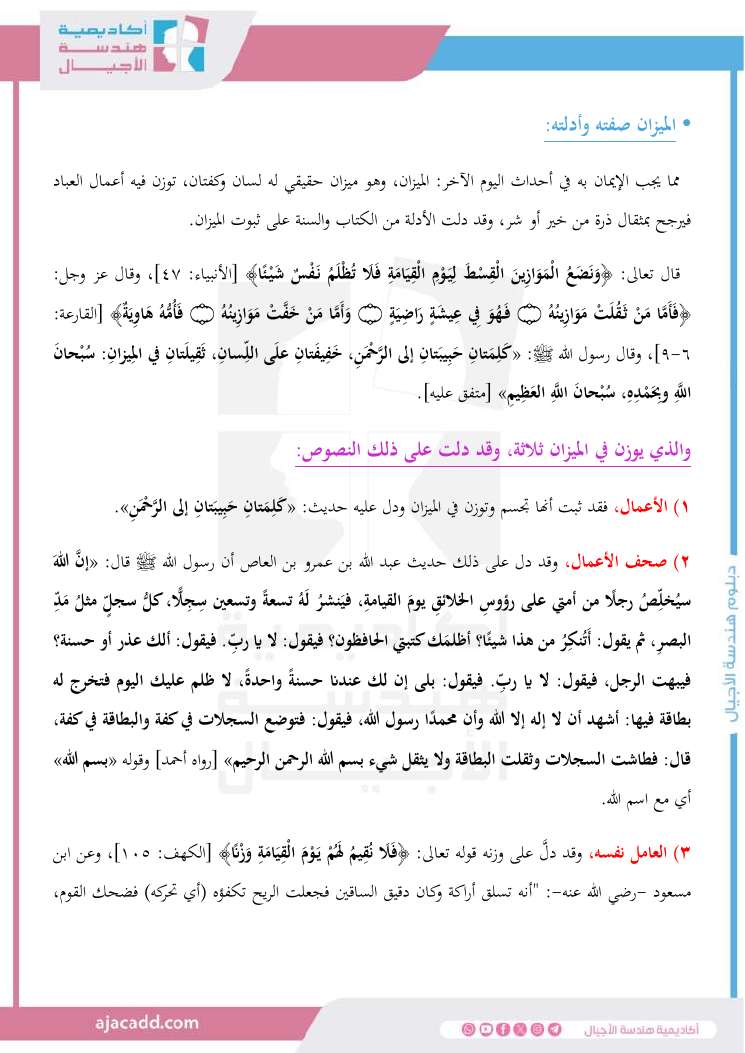 أكاديمية
هندسة
الأجيال
• الميزان صفته وأدلته:
مما يجب الإيمان به في أحداث اليوم الآخر: الميزان، وهو ميزان حقيقي له لسان وكفتان، توزن فيه أعمال العباد
فيرجح بمثقال ذرة من خير أو شر، وقد دلت الأدلة من الكتاب والسنة على ثبوت الميزان.
قال تعالى: ﴿وَنَضَعُ الْمَوَازِينَ الْقِسْطَ لِيَوْمِ الْقِيَامَةِ فَلَا تُظْلَمُ نَفْسٌ شَيْئًا﴾ [الأنبياء: ٤٧]، وقال عز وجل:
﴿فَأَمَّا مَنْ ثَقُلَتْ مَوَازِينُهُ ۝ فَهُوَ فِي عِيشَةٍ رَاضِيَةٍ ۝ وَأَمَّا مَنْ خَفَّتْ مَوَازِينُهُ ۝ فَأُمُّهُ هَاوِيَةٌ﴾ [القارعة:
٦-٩]، وقال رسول الله ﷺ: «كَلِمَتانِ حَبِيبَتانِ إلى الرَّحْمَنِ، خَفِيفَتانِ علَى اللِّسانِ، ثَقِيلَتانِ في المِيزانِ: سُبْحانَ
اللَّهِ وبِحَمْدِهِ، سُبْحانَ اللَّهِ العَظِيمِ» [متفق عليه].
والذي يوزن في الميزان ثلاثة، وقد دلت على ذلك النصوص:
١) الأعمال، فقد ثبت أنها تجسم وتوزن في الميزان ودل عليه حديث: «كَلِمَتانِ حَبِيبَتانِ إلى الرَّحْمَنِ».
٢) صحف الأعمال، وقد دل على ذلك حديث عبد الله بن عمرو بن العاص أن رسول الله ﷺ قال: «إنَّ اللهَ
سيُخلِّصُ رجلًا من أمتي على رؤوسِ الخلائقِ يومَ القيامةِ، فيَنشرُ لَهُ تسعةً وتسعين سِجِلًّا، كلُّ سجلٍّ مثلُ مَدِّ
البصرِ، ثم يقول: أَتُنكِرُ من هذا شيئًا؟ أظلمَك كتبتي الحافظون؟ فيقول: لا يا ربِّ. فيقول: ألك عذر أو حسنة؟
فيبهت الرجل، فيقول: لا يا ربِّ. فيقول: بلى إن لك عندنا حسنةً واحدةً، لا ظلم عليك اليوم فتخرج له
بطاقة فيها: أشهد أن لا إله إلا الله وأن محمدًا رسول الله، فيقول: فتوضع السجلات في كفة والبطاقة في كفة،
قال: فطاشت السجلات وثقلت البطاقة ولا يثقل شيء بسم الله الرحمن الرحيم» [رواه أحمد] وقوله «بسم الله»
أي مع اسم الله.
٣) العامل نفسه، وقد دلَّ على وزنه قوله تعالى: ﴿فَلَا نُقِيمُ لَهُمْ يَوْمَ الْقِيَامَةِ وَزْنًا﴾ [الكهف: ١٠٥]، وعن ابن
مسعود -رضي الله عنه-: "أنه تسلق أراكة وكان دقيق الساقين فجعلت الريح تكفؤه (أي تحركه) فضحك القوم،
دبلوم هندسة الأجيال
أكاديمية هندسة الأجيال
ajacadd.com